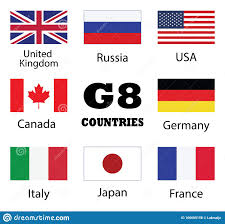 United Kingdom
Russia
USA
Canada
G8
COUNTRIES
Germany
Italy
Japan
France
dreamstime.com